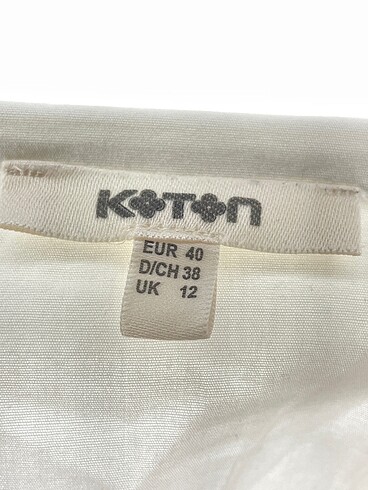 KOTON
EUR 40
D/CH 38
UK 12